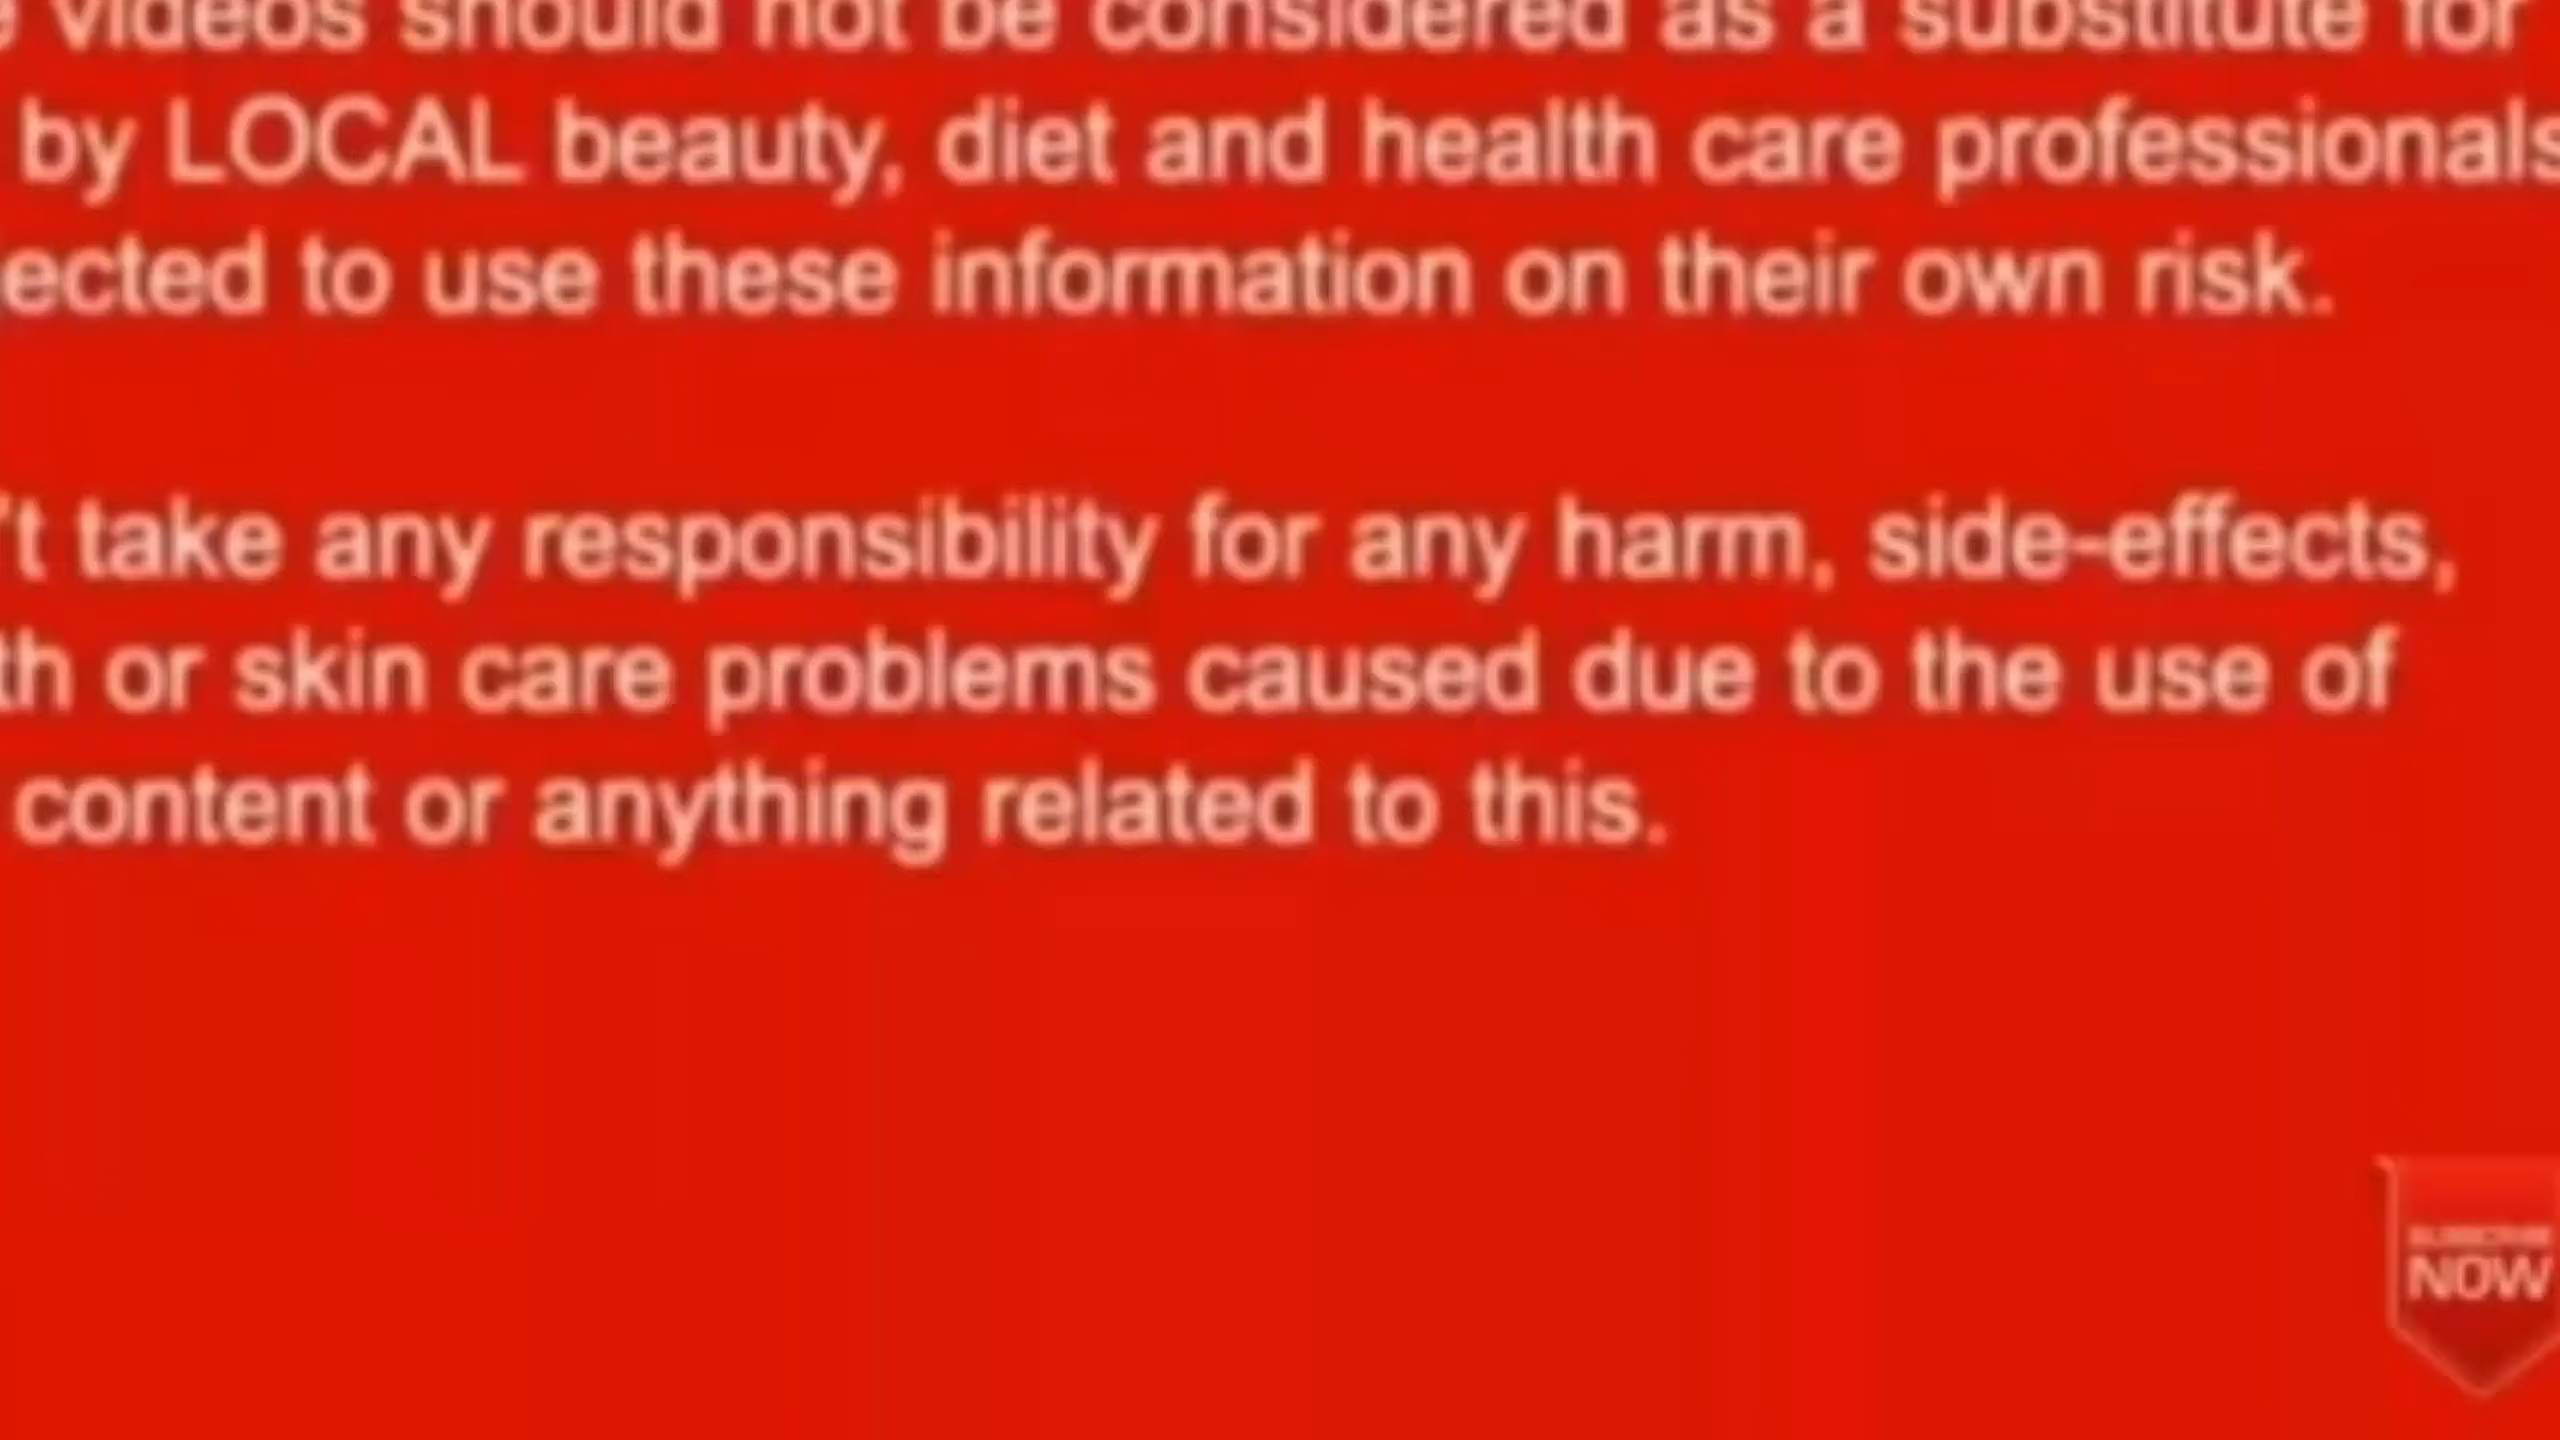 videos should not be considered as a substitute for
by LOCAL beauty, diet and health care professionals
ected to use these information on their own risk.
't take any responsibility for any harm, side-effects,
th or skin care problems caused due to the use of
content or anything related to this.
SUBSCRIBE
NOW